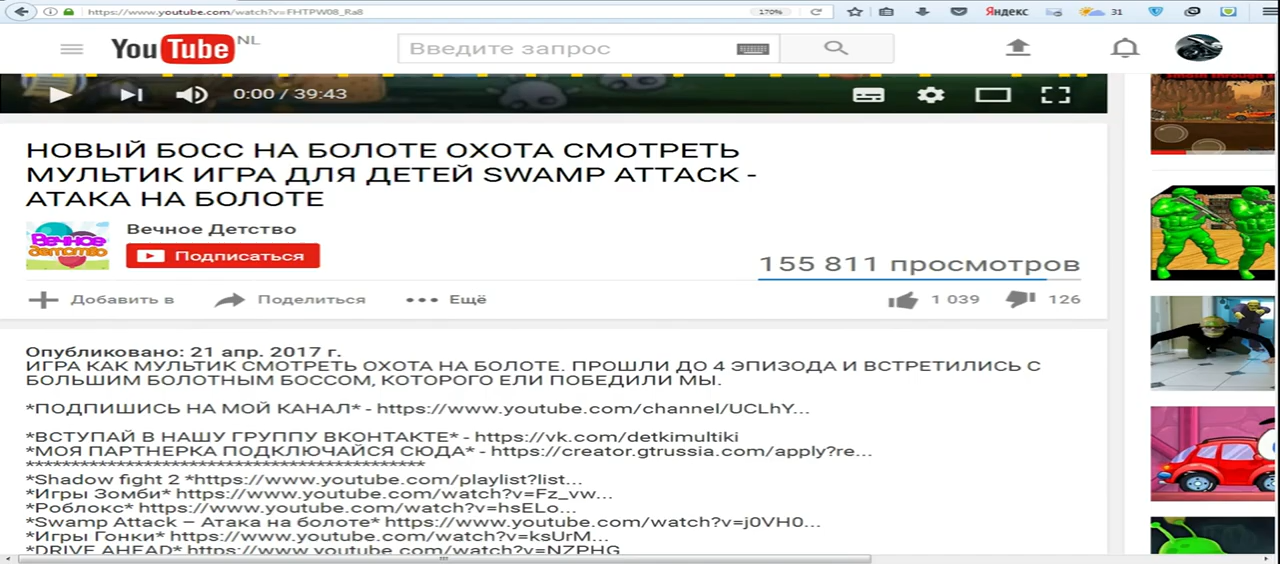 https://www.youtube.com/watch?v=FHTPW08_Ra8
170%
Яндекс
31
YouTube NL
Введите запрос
0:00 / 39:43
НОВЫЙ БОСС НА БОЛОТЕ ОХОТА СМОТРЕТЬ
МУЛЬТИК ИГРА ДЛЯ ДЕТЕЙ SWAMP ATTACK -
АТАКА НА БОЛОТЕ
Вечное Детство
Вечное
детство
Подписаться
155 811 просмотров
Добавить в
Поделиться
Ещё
1 039
126
Опубликовано: 21 апр. 2017 г.
ИГРА КАК МУЛЬТИК СМОТРЕТЬ ОХОТА НА БОЛОТЕ. ПРОШЛИ ДО 4 ЭПИЗОДА И ВСТРЕТИЛИСЬ С
БОЛЬШИМ БОЛОТНЫМ БОССОМ, КОТОРОГО ЕЛИ ПОБЕДИЛИ МЫ.
*ПОДПИШИСЬ НА МОЙ КАНАЛ* - https://www.youtube.com/channel/UCLhY...
*ВСТУПАЙ В НАШУ ГРУППУ ВКОНТАКТЕ* - https://vk.com/detkimultiki
*МОЯ ПАРТНЕРКА ПОДКЛЮЧАЙСЯ СЮДА* - https://creator.gtrussia.com/apply?re...
********************************************
*Shadow fight 2 *https://www.youtube.com/playlist?list...
*Игры Зомби* https://www.youtube.com/watch?v=Fz_vw...
*Роблокс* https://www.youtube.com/watch?v=hsELo...
*Swamp Attack – Атака на болоте* https://www.youtube.com/watch?v=j0VH0...
*Игры Гонки* https://www.youtube.com/watch?v=ksUrM...
*DRIVE AHEAD* https://www.youtube.com/watch?v=NZPHG